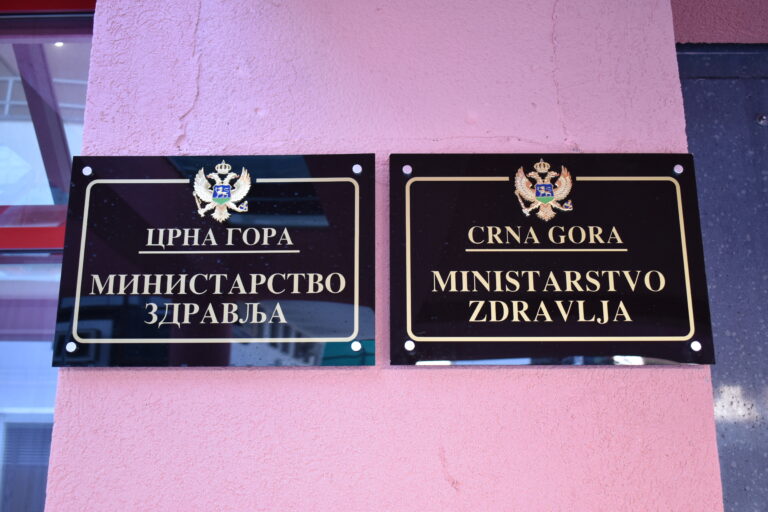 ЦРНА ГОРА
МИНИСТАРСТВО
ЗДРАВЉА
CRNA GORA
MINISTARSTVO
ZDRAVLJA